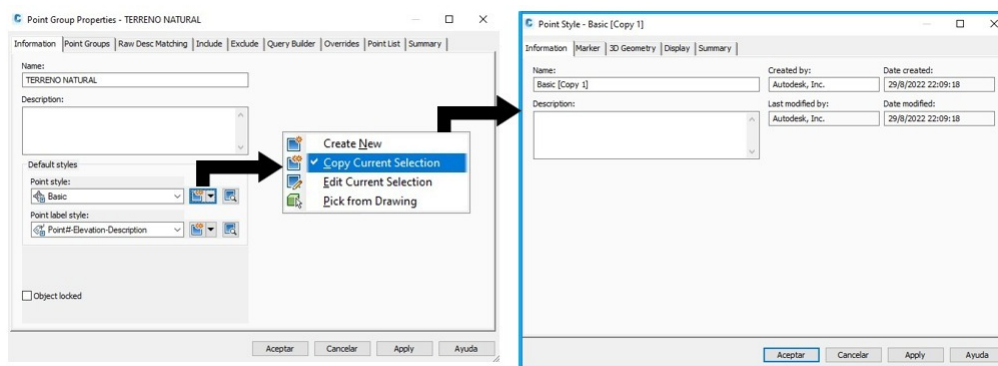 Point Group Properties - TERRENO NATURAL
Information Point Groups Raw Desc Matching Include Exclude Query Builder Overrides Point List Summary
Name:
TERRENO NATURAL
Description:
Default styles
Point style:
Basic
Point label style:
Point#-Elevation-Description
Object locked
Aceptar Cancelar Apply Ayuda
Create New
Copy Current Selection
Edit Current Selection
Pick from Drawing
Point Style - Basic [Copy 1]
Information Marker 3D Geometry Display Summary
Name: Created by: Date created:
Basic [Copy 1] Autodesk, Inc. 29/8/2022 22:09:18
Description: Last modified by: Date modified:
Autodesk, Inc. 29/8/2022 22:09:18
Aceptar Cancelar Apply Ayuda